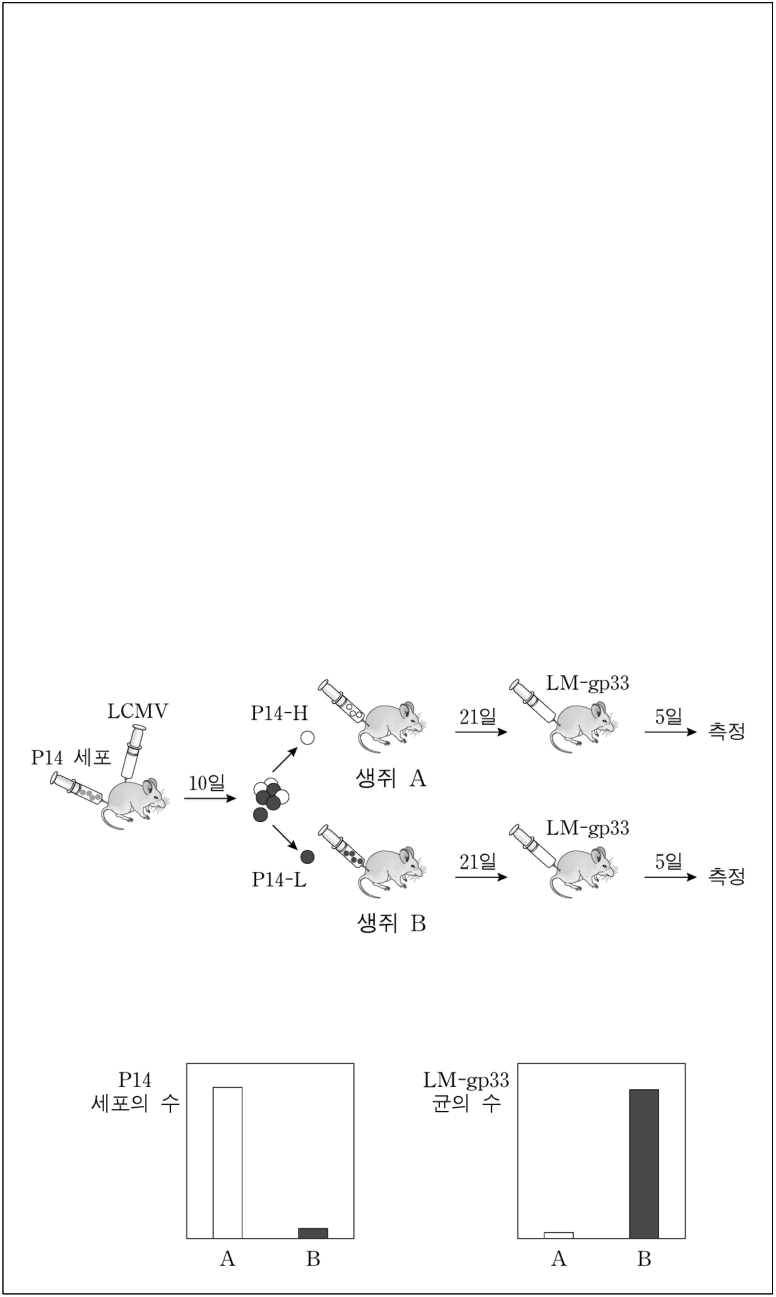 LCMV
P14 세포
10일
P14-H
P14-L
생쥐 A
21일
LM-gp33
5일
측정
생쥐 B
21일
LM-gp33
5일
측정
P14
세포의 수
A B
LM-gp33
균의 수
A B